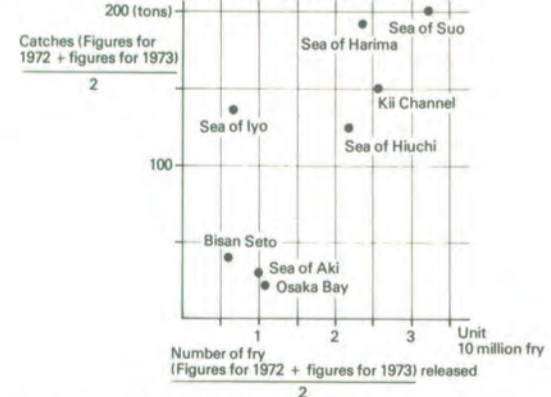 200 (tons)
Sea of Suo
Catches (Figures for
1972 + figures for 1973)
2
Sea of Harima
Kii Channel
Sea of Iyo
Sea of Hiuchi
100
Bisan Seto
Sea of Aki
Osaka Bay
1 2 3 Unit
10 million fry
Number of fry
(Figures for 1972 + figures for 1973) released
2